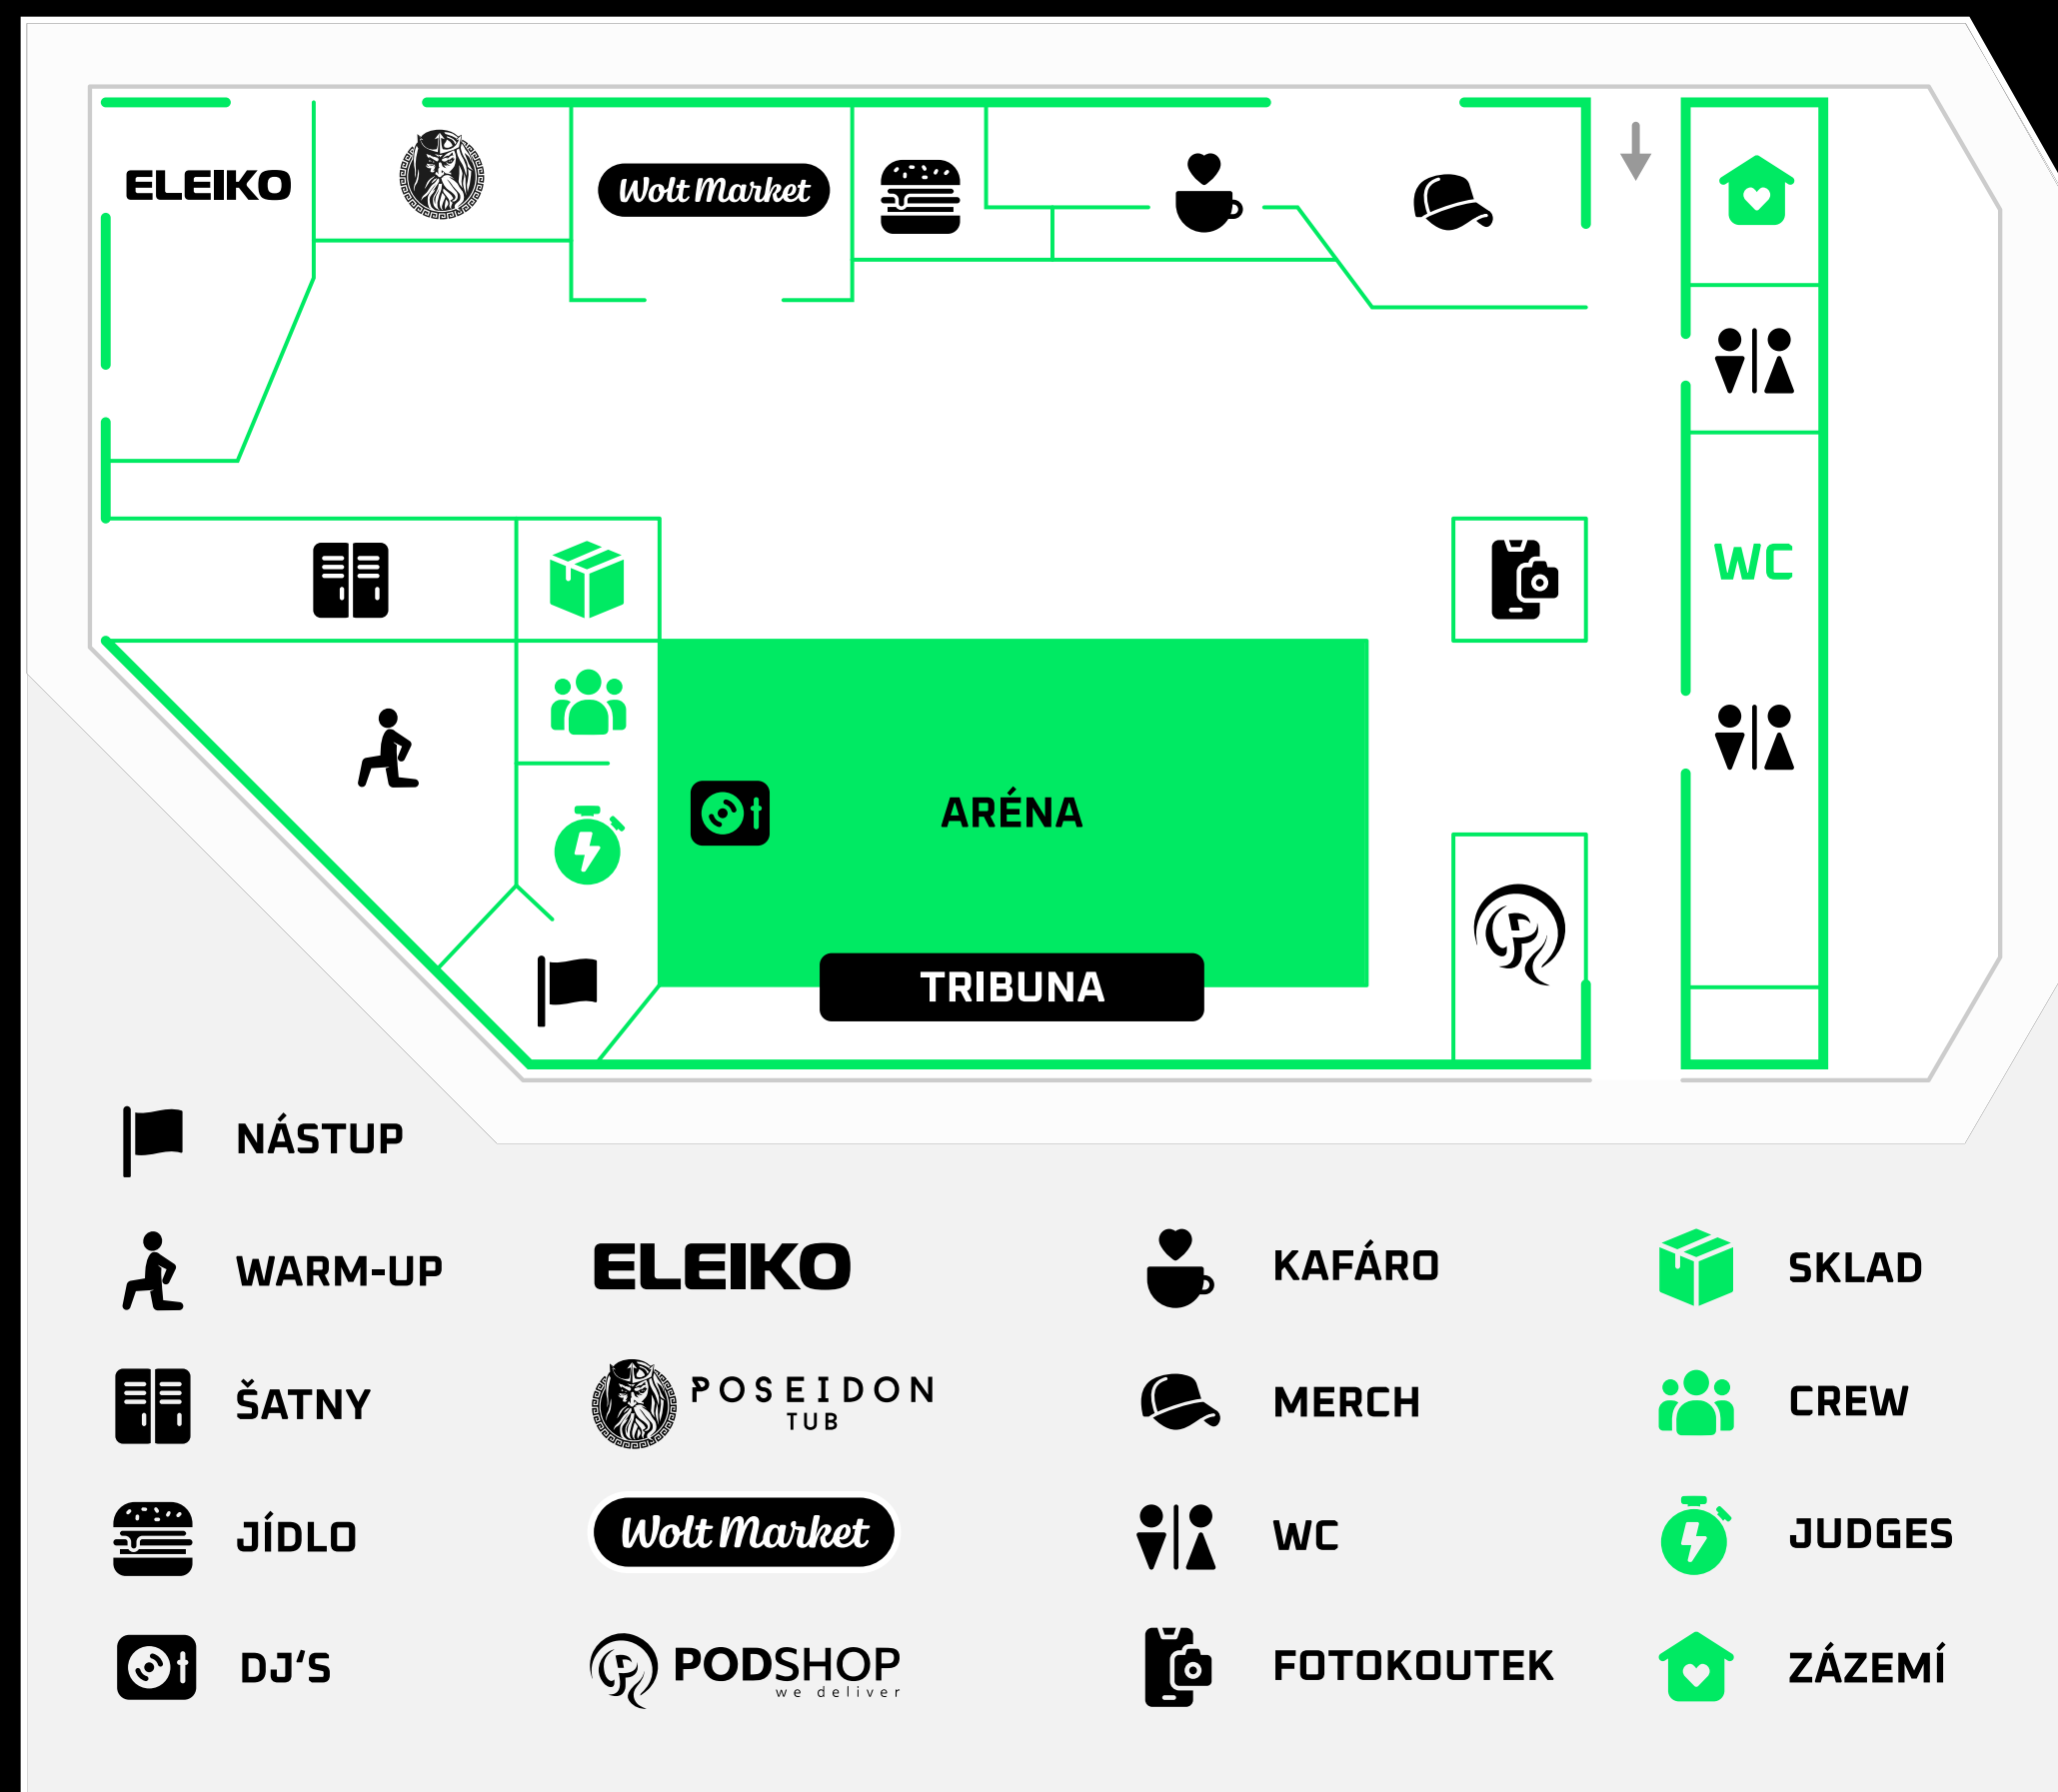 ELEIKO
Wolt Market
WC
ARÉNA
TRIBUNA
NÁSTUP
WARM-UP
ŠATNY
JÍDLO
DJ'S
ELEIKO
POSEIDON
TUB
Wolt Market
PODSHOP
we deliver
KAFÁRO
MERCH
WC
FOTOKOUTEK
SKLAD
CREW
JUDGES
ZÁZEMÍ